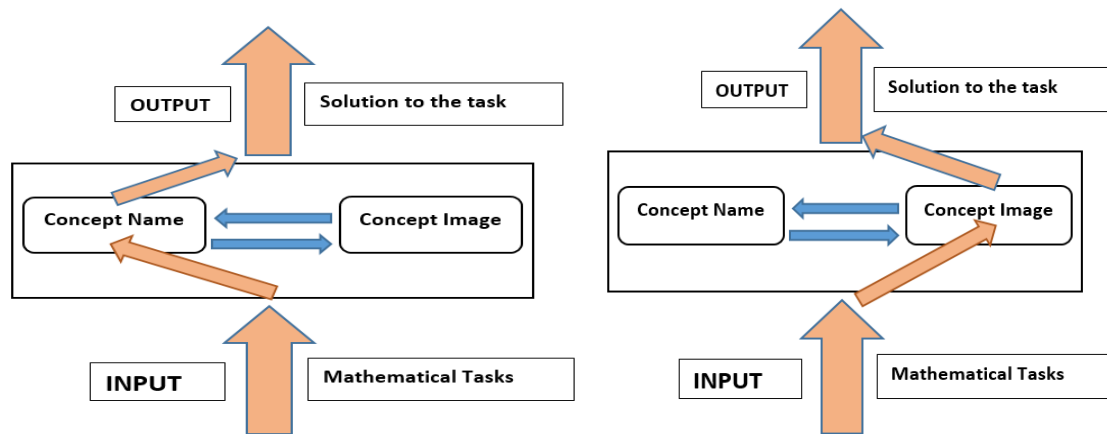 OUTPUT
Solution to the task
Concept Name
Concept Image
INPUT
Mathematical Tasks
OUTPUT
Solution to the task
Concept Name
Concept Image
INPUT
Mathematical Tasks